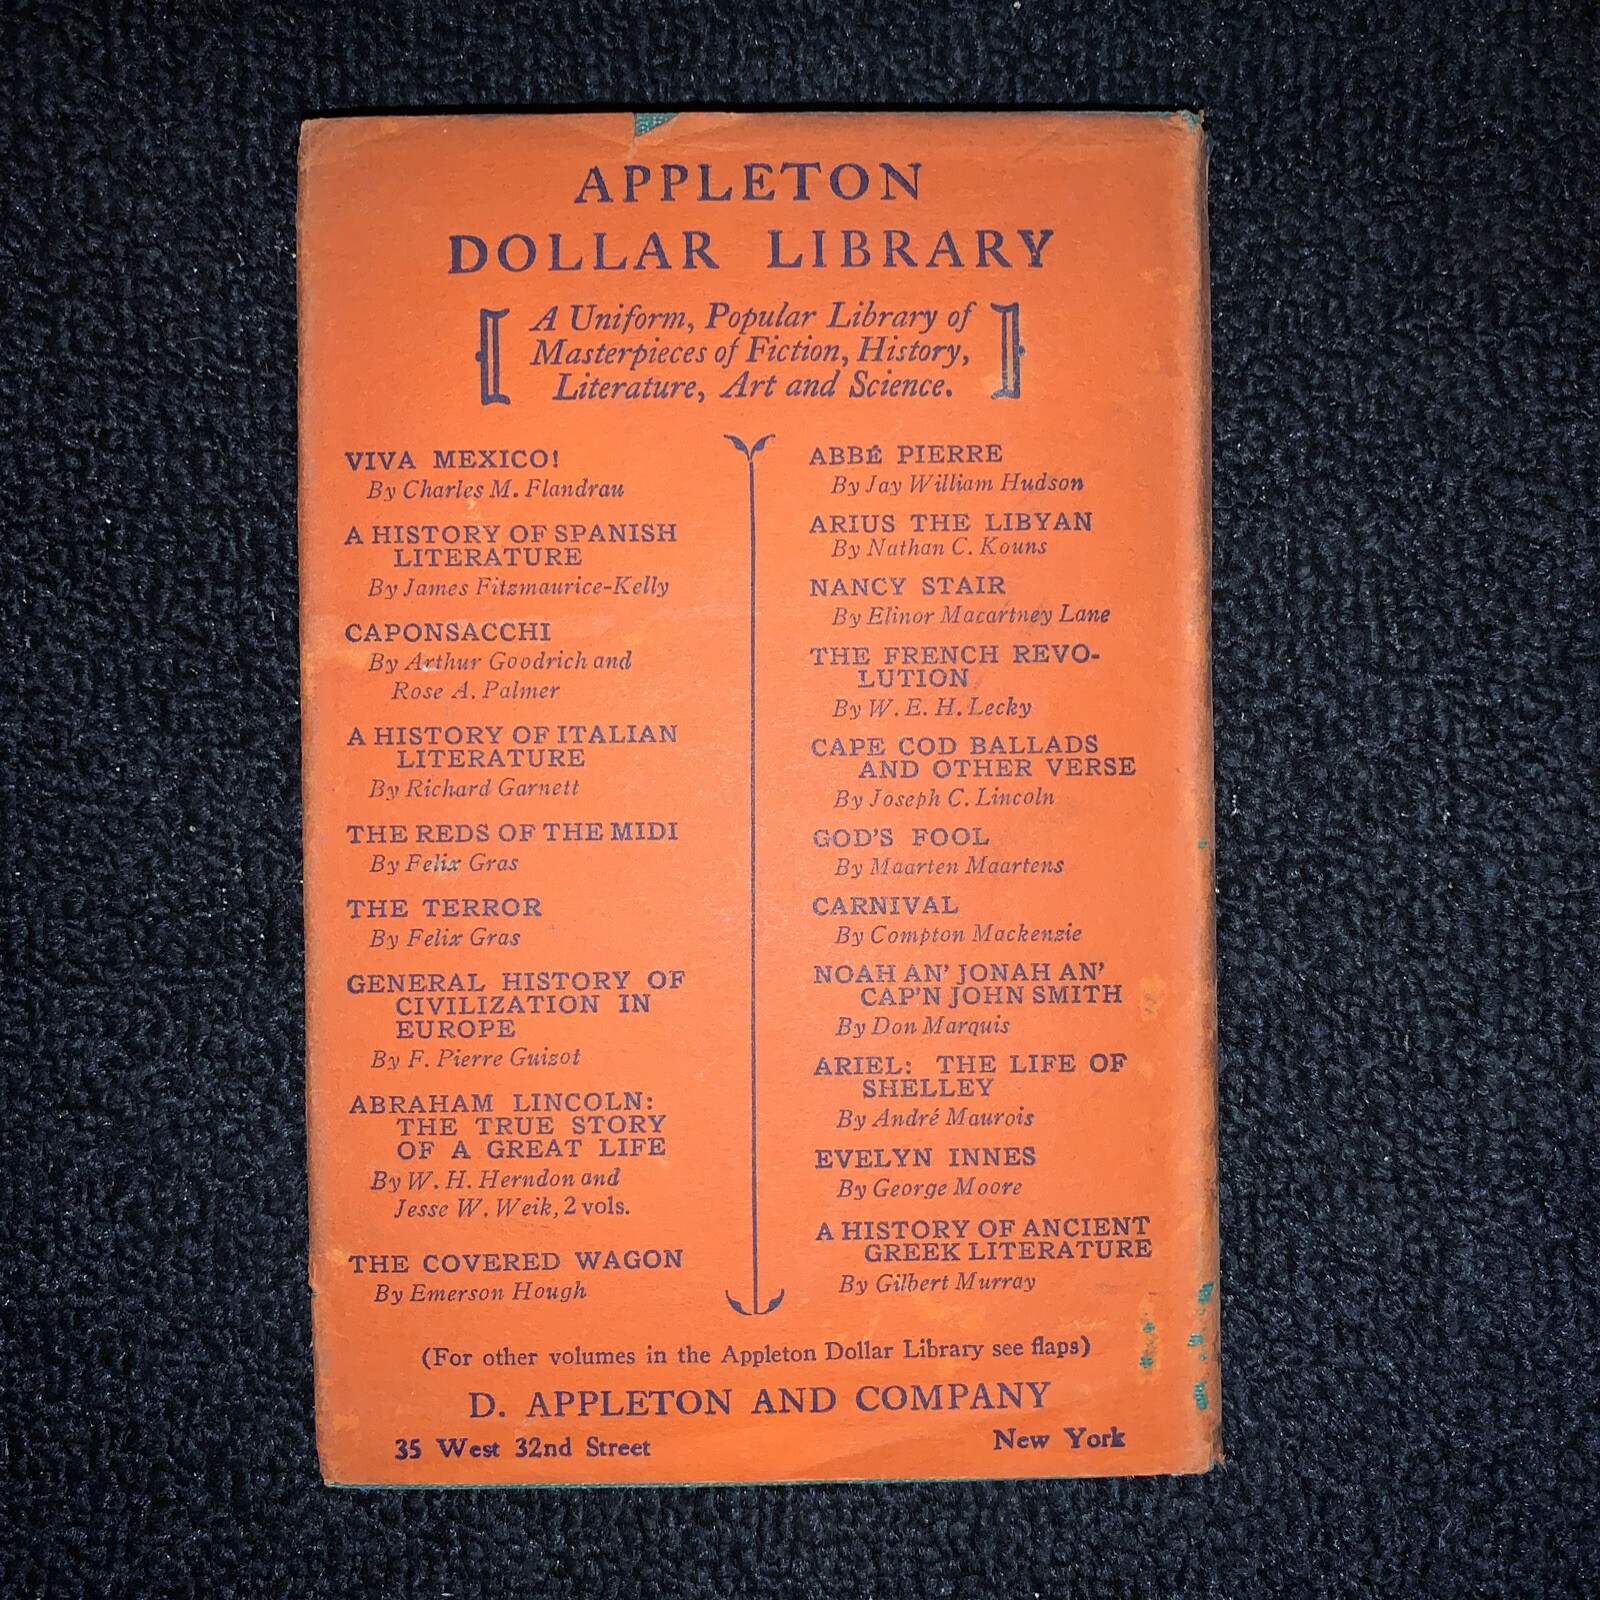 APPLETON
DOLLAR LIBRARY
A Uniform, Popular Library of
Masterpieces of Fiction, History,
Literature, Art and Science.
VIVA MEXICO!
By Charles M. Flandrau
A HISTORY OF SPANISH
LITERATURE
By James Fitzmaurice-Kelly
CAPONSACCHI
By Arthur Goodrich and
Rose A. Palmer
A HISTORY OF ITALIAN
LITERATURE
By Richard Garnett
THE REDS OF THE MIDI
By Felix Gras
THE TERROR
By Felix Gras
GENERAL HISTORY OF
CIVILIZATION IN
EUROPE
By F. Pierre Guizot
ABRAHAM LINCOLN:
THE TRUE STORY
OF A GREAT LIFE
By W. H. Herndon and
Jesse W. Weik, 2 vols.
THE COVERED WAGON
By Emerson Hough
ABBÉ PIERRE
By Jay William Hudson
ARIUS THE LIBYAN
By Nathan C. Kouns
NANCY STAIR
By Elinor Macartney Lane
THE FRENCH REVO-
LUTION
By W. E. H. Lecky
CAPE COD BALLADS
AND OTHER VERSE
By Joseph C. Lincoln
GOD'S FOOL
By Maarten Maartens
CARNIVAL
By Compton Mackenzie
NOAH AN' JONAH AN'
CAP'N JOHN SMITH
By Don Marquis
ARIEL: THE LIFE OF
SHELLEY
By André Maurois
EVELYN INNES
By George Moore
A HISTORY OF ANCIENT
GREEK LITERATURE
By Gilbert Murray
(For other volumes in the Appleton Dollar Library see flaps)
D. APPLETON AND COMPANY
35 West 32nd Street New York